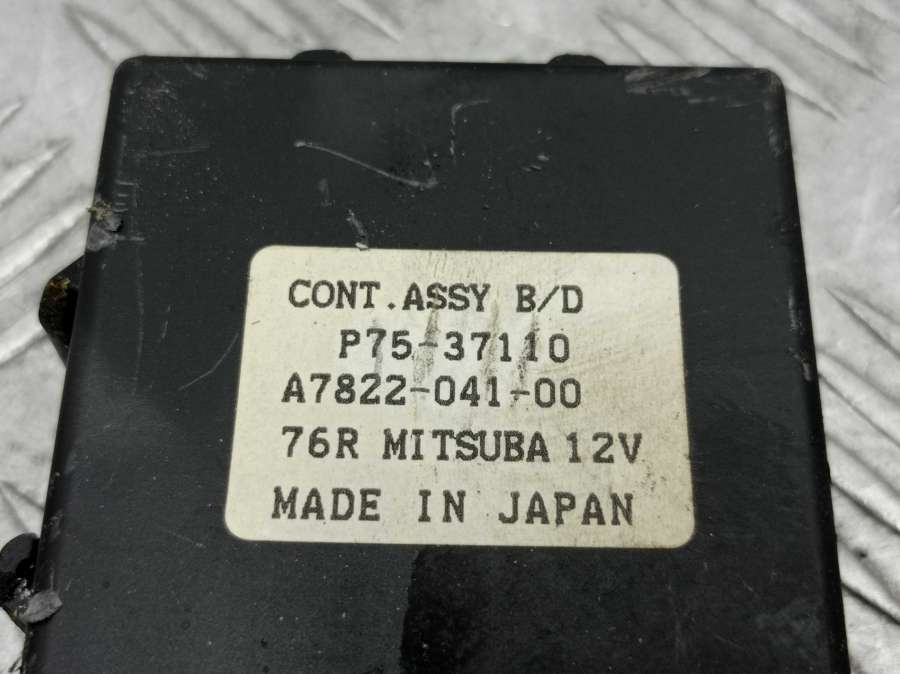 CONT.ASSY B/D
P75-37110
A7822-041-00
76R MITSUBA 12V
MADE IN JAPAN